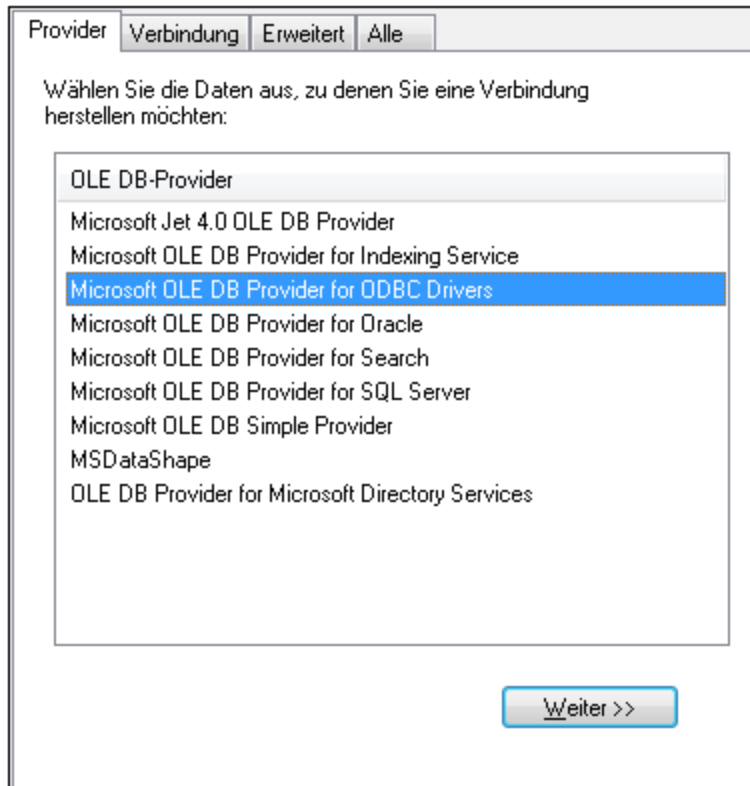 Provider Verbindung Erweitert Alle
Wählen Sie die Daten aus, zu denen Sie eine Verbindung
herstellen möchten:
OLE DB-Provider
Microsoft Jet 4.0 OLE DB Provider
Microsoft OLE DB Provider for Indexing Service
Microsoft OLE DB Provider for ODBC Drivers
Microsoft OLE DB Provider for Oracle
Microsoft OLE DB Provider for Search
Microsoft OLE DB Provider for SQL Server
Microsoft OLE DB Simple Provider
MSDataShape
OLE DB Provider for Microsoft Directory Services
Weiter >>